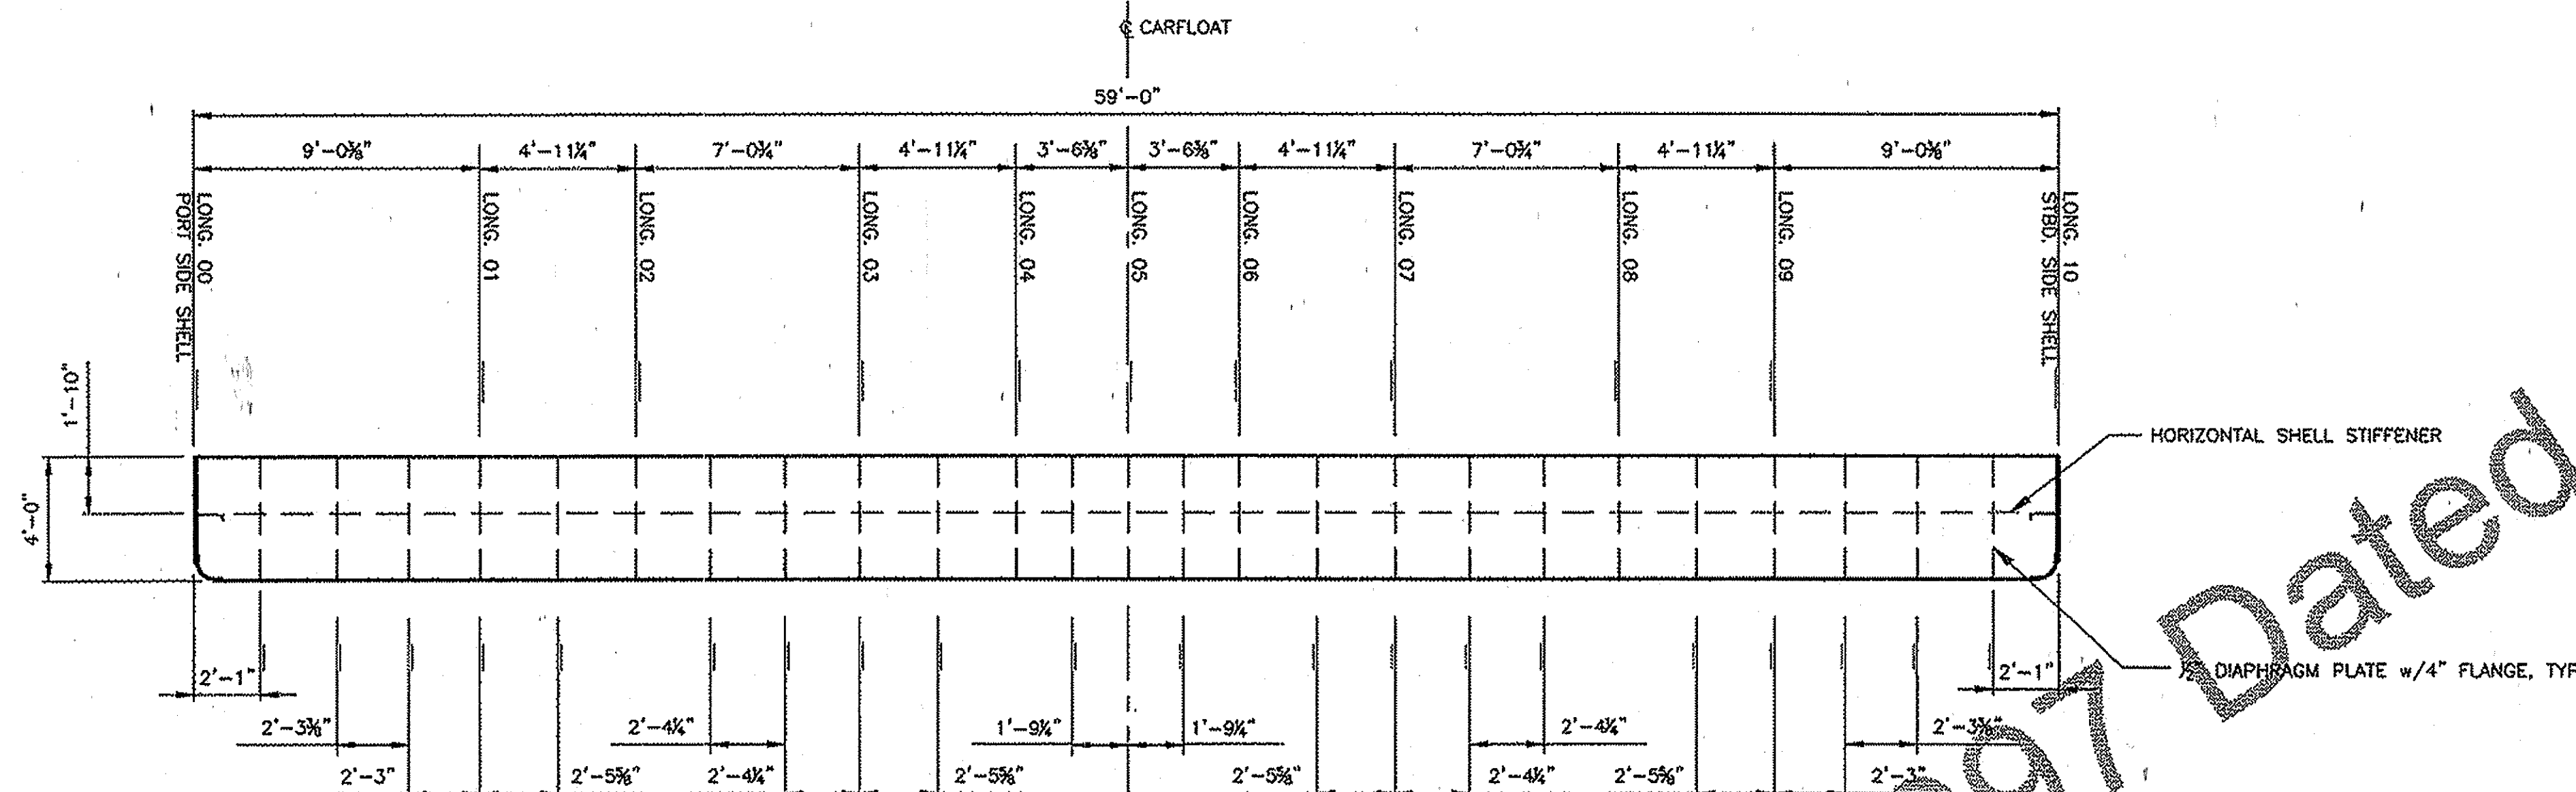 ℄ CARFLOAT
59'-0"
9'-0⅜" 4'-11¼" 7'-0¾" 4'-11¼" 3'-6⅜" 3'-6⅜" 4'-11¼" 7'-0¾" 4'-11¼" 9'-0⅜"
LONG. 00
PORT SIDE SHELL
LONG. 01
LONG. 02
LONG. 03
LONG. 04
LONG. 05
LONG. 06
LONG. 07
LONG. 08
LONG. 09
LONG. 10
STBD. SIDE SHELL
1'-10"
4'-0"
HORIZONTAL SHELL STIFFENER
½" DIAPHRAGM PLATE w/4" FLANGE, TYP
2'-1" 2'-1"
2'-3⅜" 2'-4¼" 1'-9¼" 1'-9¼" 2'-4¼" 2'-3⅜"
2'-3" 2'-5⅝" 2'-4¼" 2'-5⅝" 2'-5⅝" 2'-4¼" 2'-5⅝" 2'-3"
97 Dated